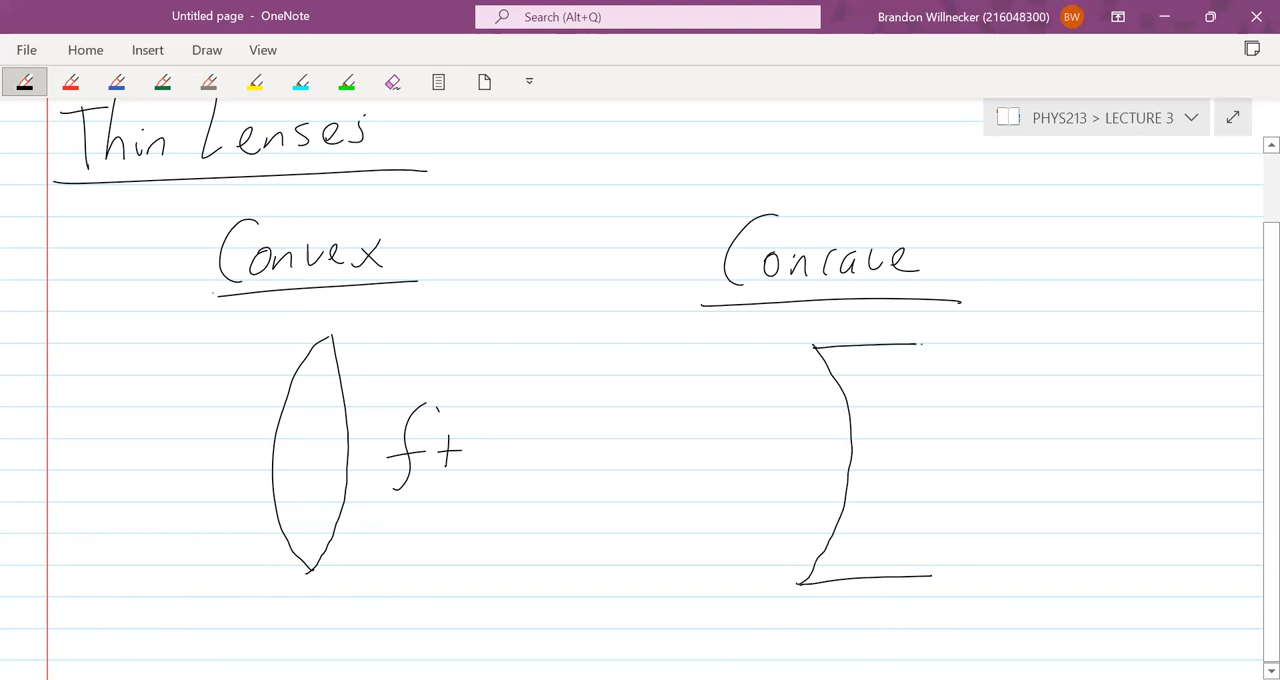 Untitled page - OneNote
Search (Alt+Q)
Brandon Willnecker (216048300) BW
File Home Insert Draw View
PHYS213 > LECTURE 3
Thin Lenses
Convex Concave
f+